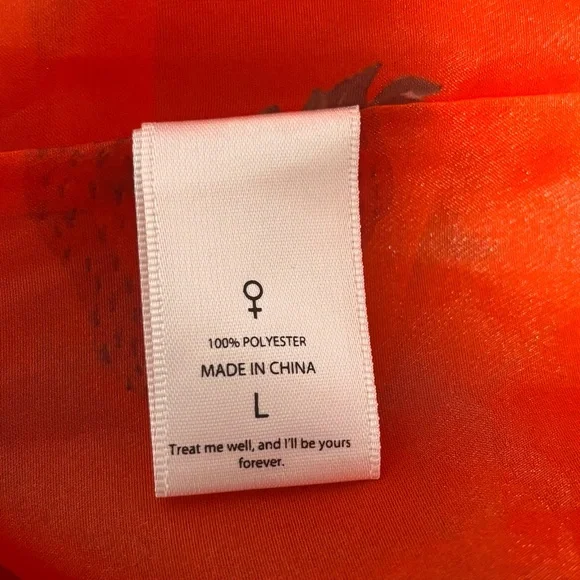 100% POLYESTER
MADE IN CHINA
L
Treat me well, and I'll be yours
forever.